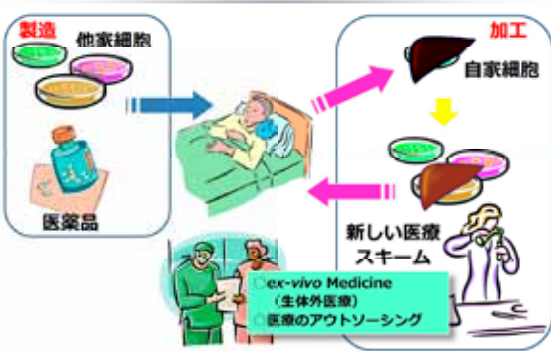 製造
他家細胞
医薬品
加工
自家細胞
新しい医療
スキーム
○ex-vivo Medicine
（生体外医療）
○医療のアウトソーシング